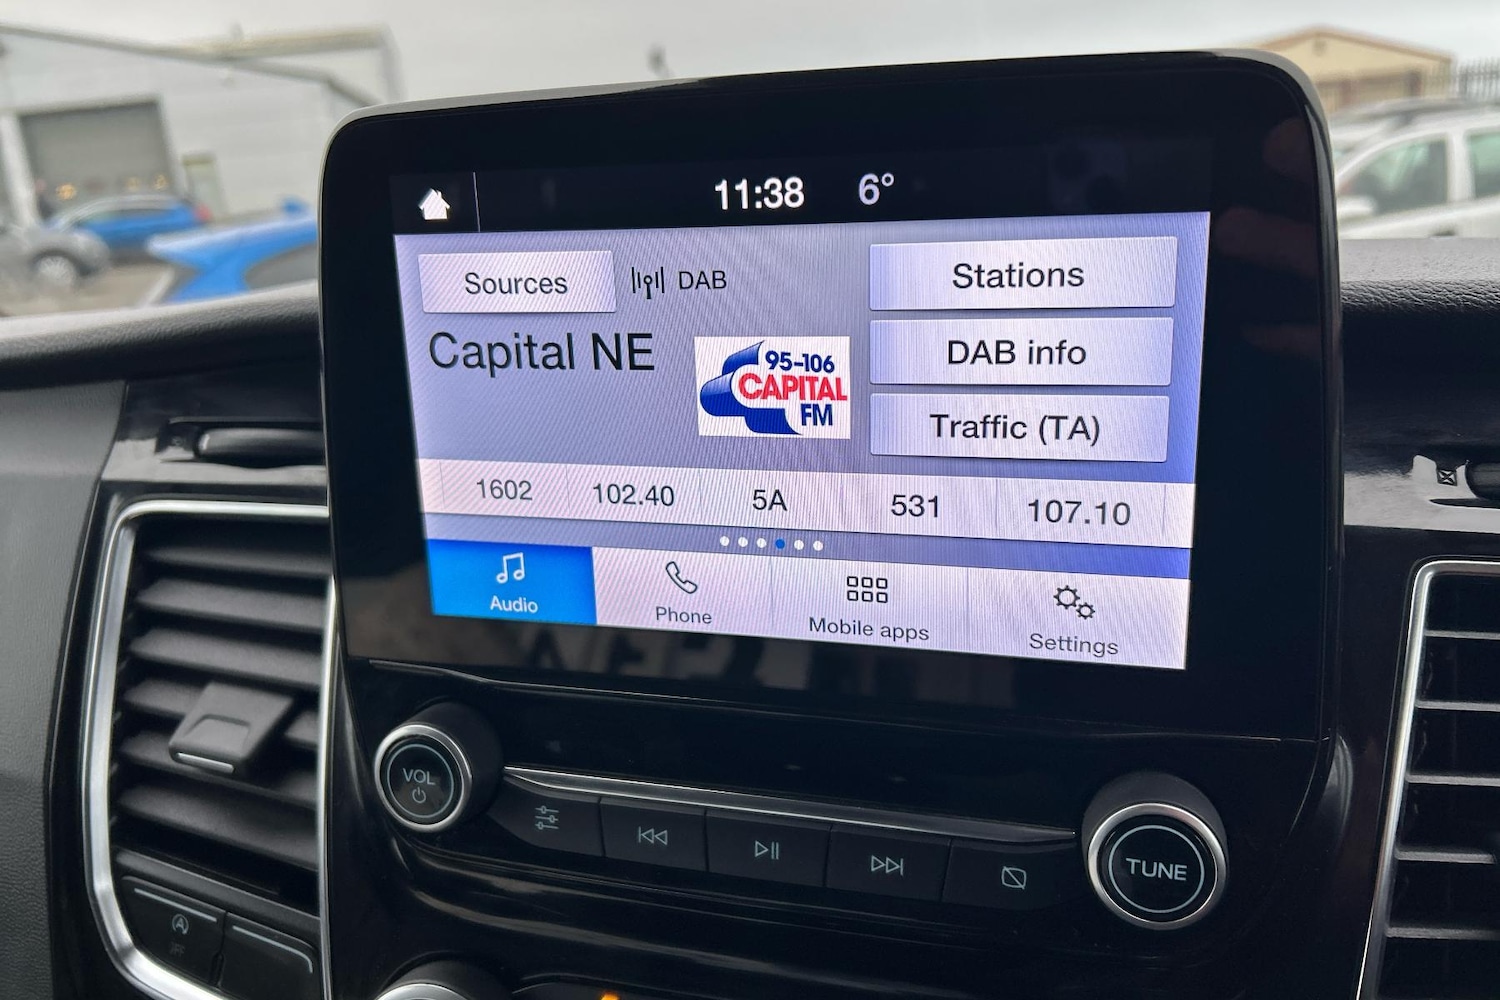 11:38 6°
Sources DAB
Stations
Capital NE
95-106
CAPITAL
FM
DAB info
Traffic (TA)
1602 102.40 5A 531 107.10
Audio Phone Mobile apps Settings
VOL
TUNE
A
OFF